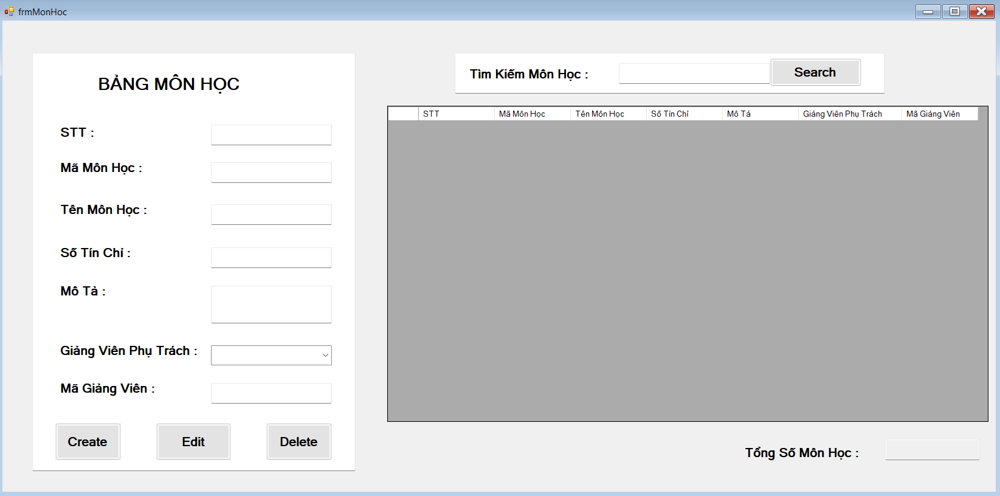 frmMonHoc
BẢNG MÔN HỌC
STT :
Mã Môn Học :
Tên Môn Học :
Số Tín Chỉ :
Mô Tả :
Giảng Viên Phụ Trách :
Mã Giảng Viên :
Create Edit Delete
Tìm Kiếm Môn Học : Search
STT Mã Môn Học Tên Môn Học Số Tín Chỉ Mô Tả Giảng Viên Phụ Trách Mã Giảng Viên
Tổng Số Môn Học :